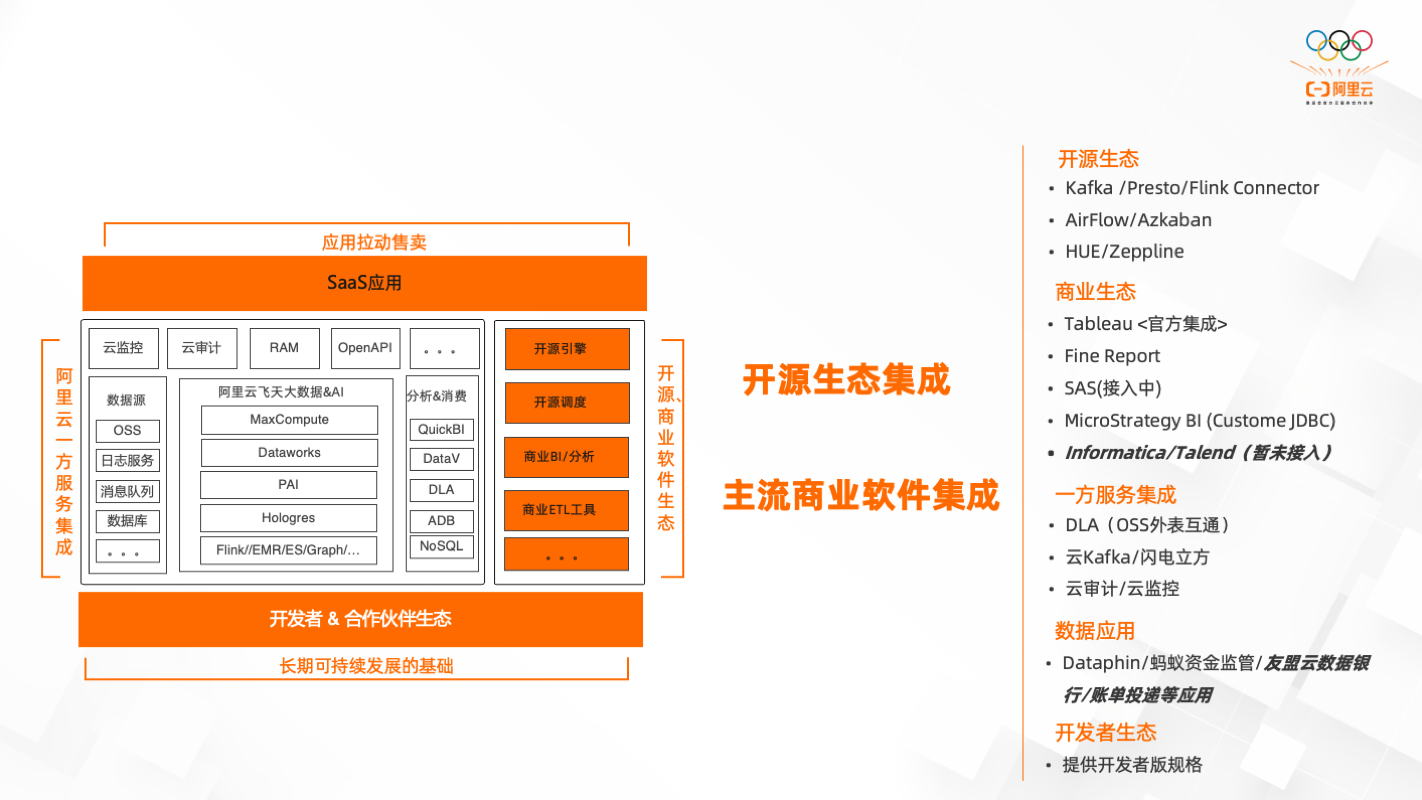 阿里云
应用拉动售卖
SaaS应用
阿里云一方服务集成
云监控
云审计
RAM
OpenAPI
。。。
数据源
OSS
日志服务
消息队列
数据库
。。。
阿里云飞天大数据&AI
MaxCompute
Dataworks
PAI
Hologres
Flink//EMR/ES/Graph/...
分析&消费
QuickBI
DataV
DLA
ADB
NoSQL
开源引擎
开源调度
商业BI/分析
商业ETL工具
。。。
开源、商业软件生态
开发者 & 合作伙伴生态
长期可持续发展的基础
开源生态集成
主流商业软件集成
开源生态
• Kafka /Presto/Flink Connector
• AirFlow/Azkaban
• HUE/Zeppline
商业生态
• Tableau <官方集成>
• Fine Report
• SAS(接入中)
• MicroStrategy BI (Custome JDBC)
• Informatica/Talend（暂未接入）
一方服务集成
• DLA（OSS外表互通）
• 云Kafka/闪电立方
• 云审计/云监控
数据应用
• Dataphin/蚂蚁资金监管/友盟云数据银
行/账单投递等应用
开发者生态
• 提供开发者版规格